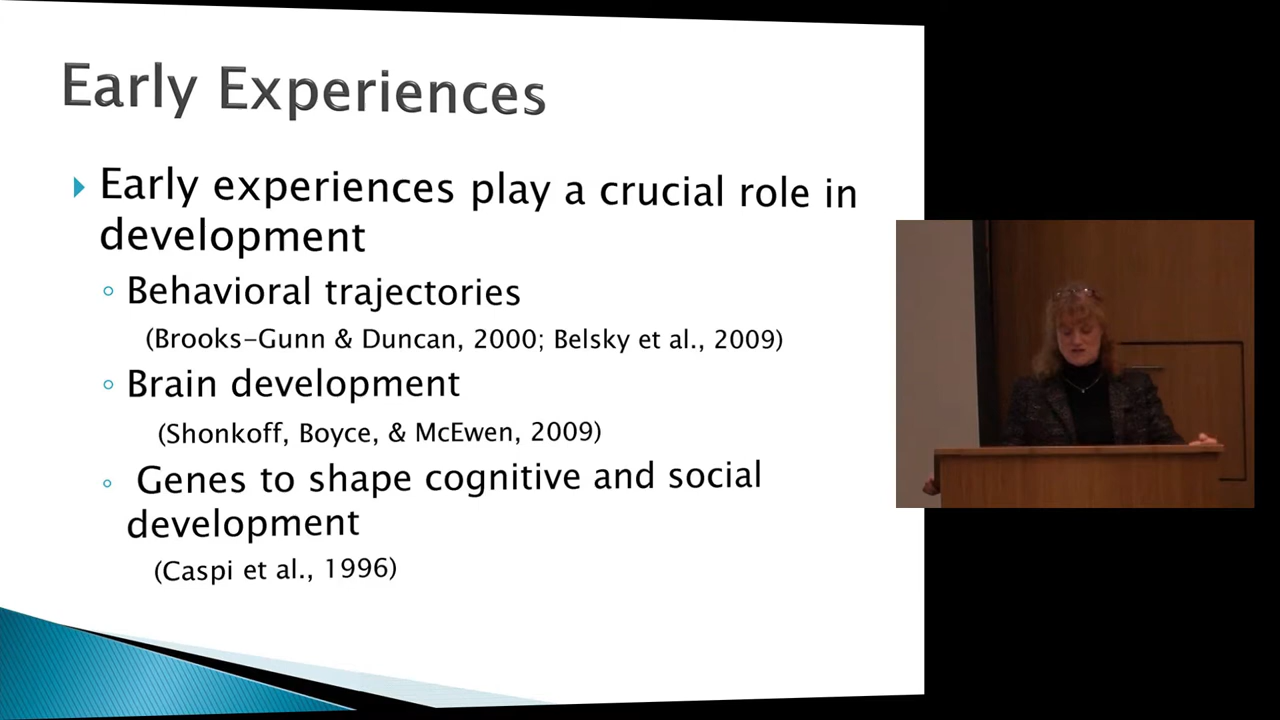 Early Experiences
Early experiences play a crucial role in
development
Behavioral trajectories
(Brooks-Gunn & Duncan, 2000; Belsky et al., 2009)
Brain development
(Shonkoff, Boyce, & McEwen, 2009)
Genes to shape cognitive and social
development
(Caspi et al., 1996)